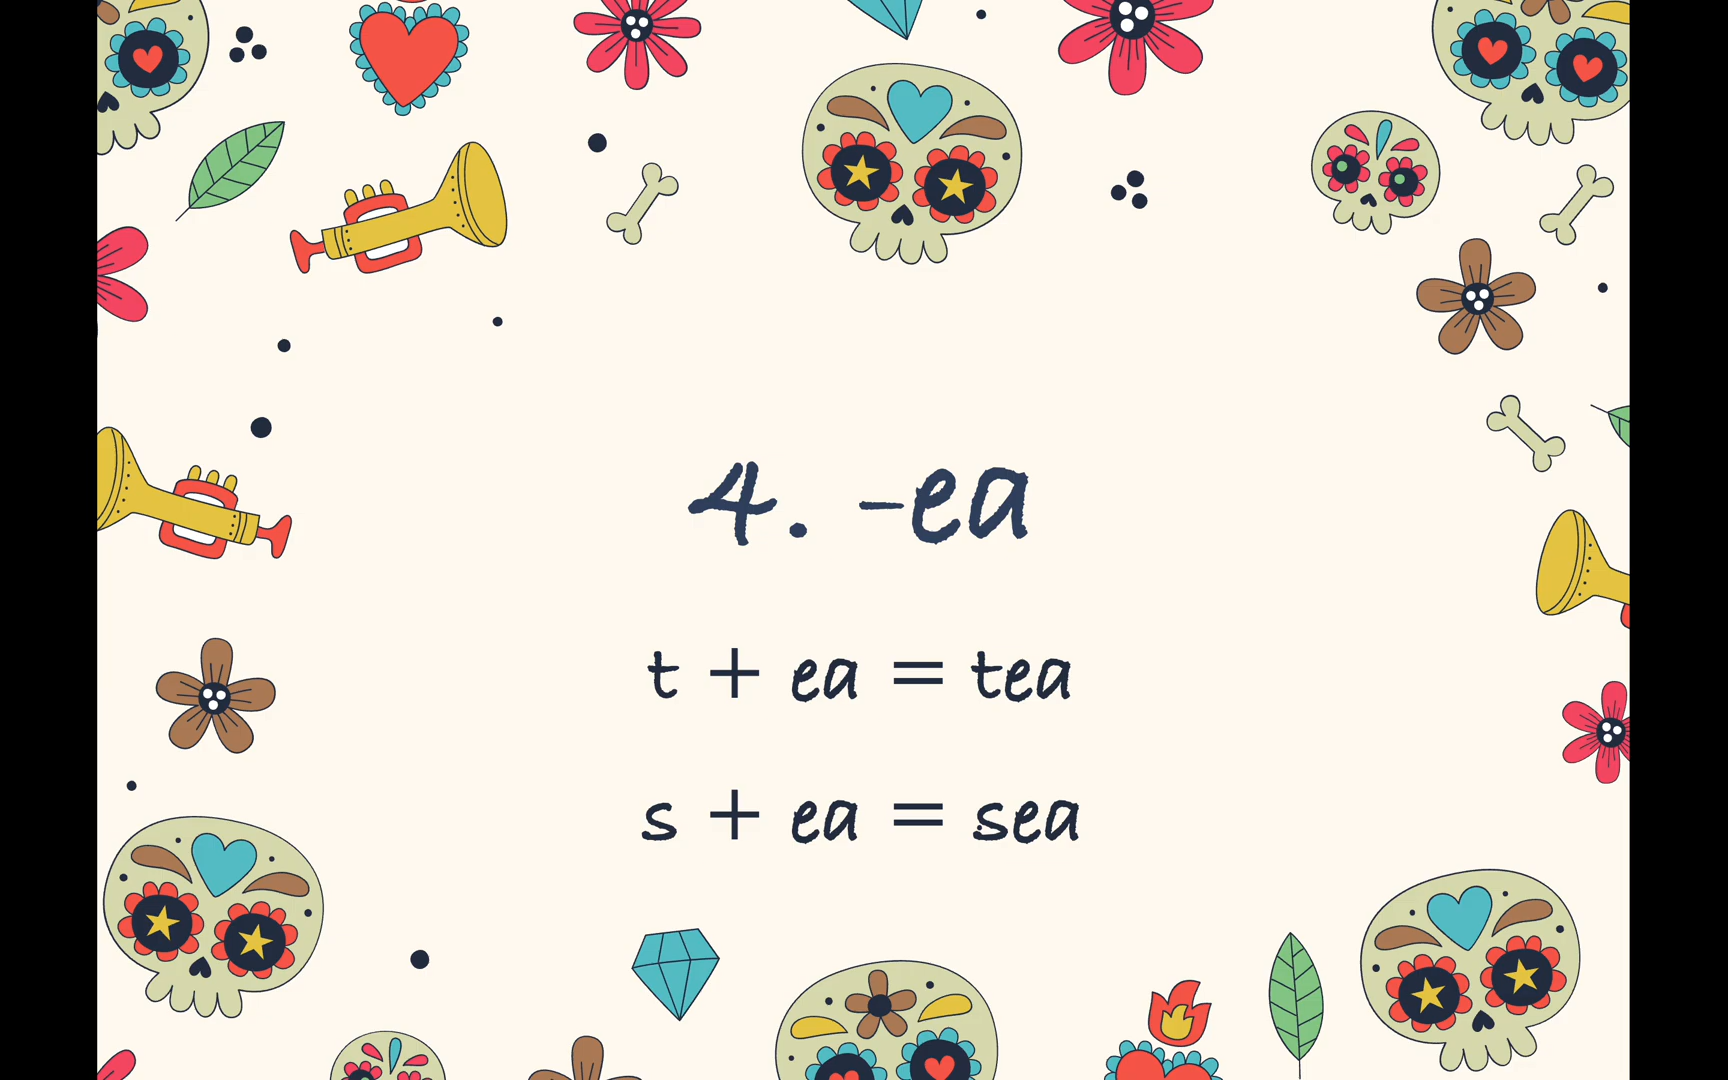 4. -ea
t + ea = tea
s + ea = sea